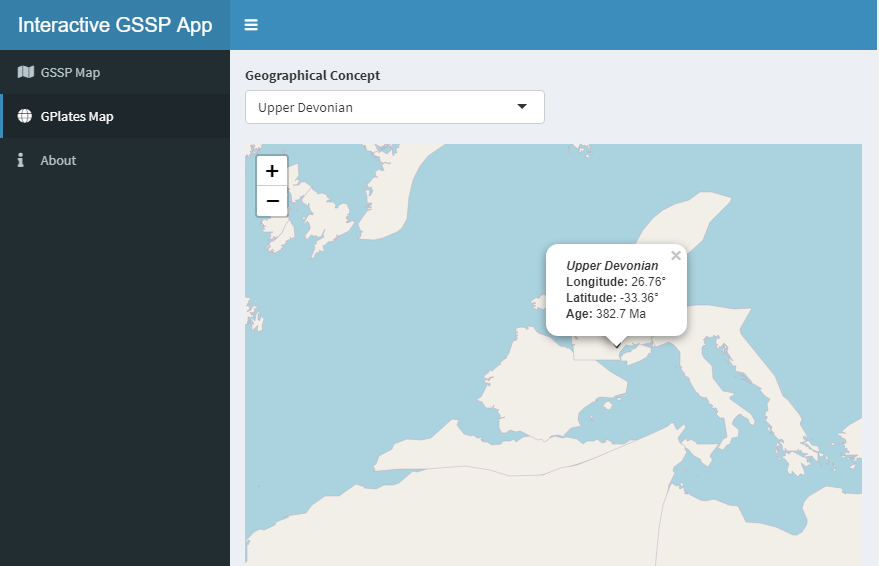 Interactive GSSP App
GSSP Map
GPlates Map
About
Geographical Concept
Upper Devonian
+
−
×
Upper Devonian
Longitude: 26.76°
Latitude: -33.36°
Age: 382.7 Ma